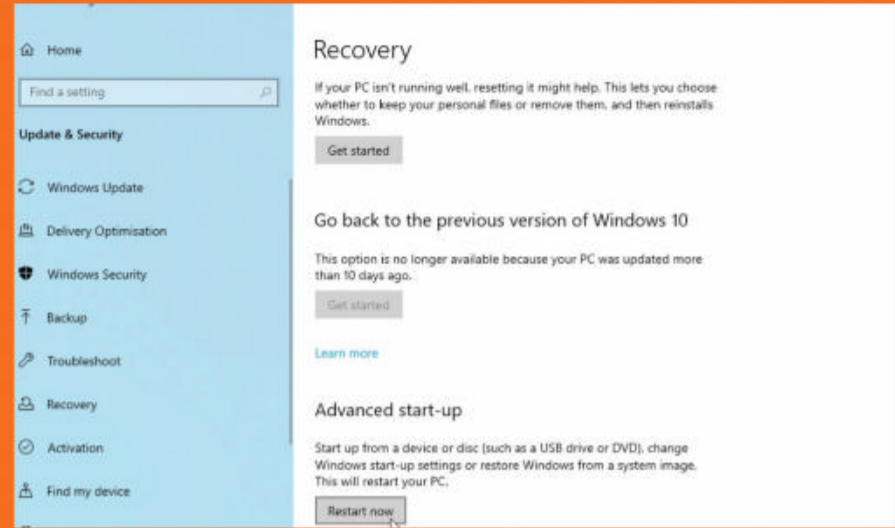 Home
Find a setting
Update & Security
Windows Update
Delivery Optimisation
Windows Security
Backup
Troubleshoot
Recovery
Activation
Find my device
Recovery
If your PC isn't running well, resetting it might help. This lets you choose
whether to keep your personal files or remove them, and then reinstalls
Windows.
Get started
Go back to the previous version of Windows 10
This option is no longer available because your PC was updated more
than 10 days ago.
Get started
Learn more
Advanced start-up
Start up from a device or disc (such as a USB drive or DVD), change
Windows start-up settings or restore Windows from a system image.
This will restart your PC.
Restart now